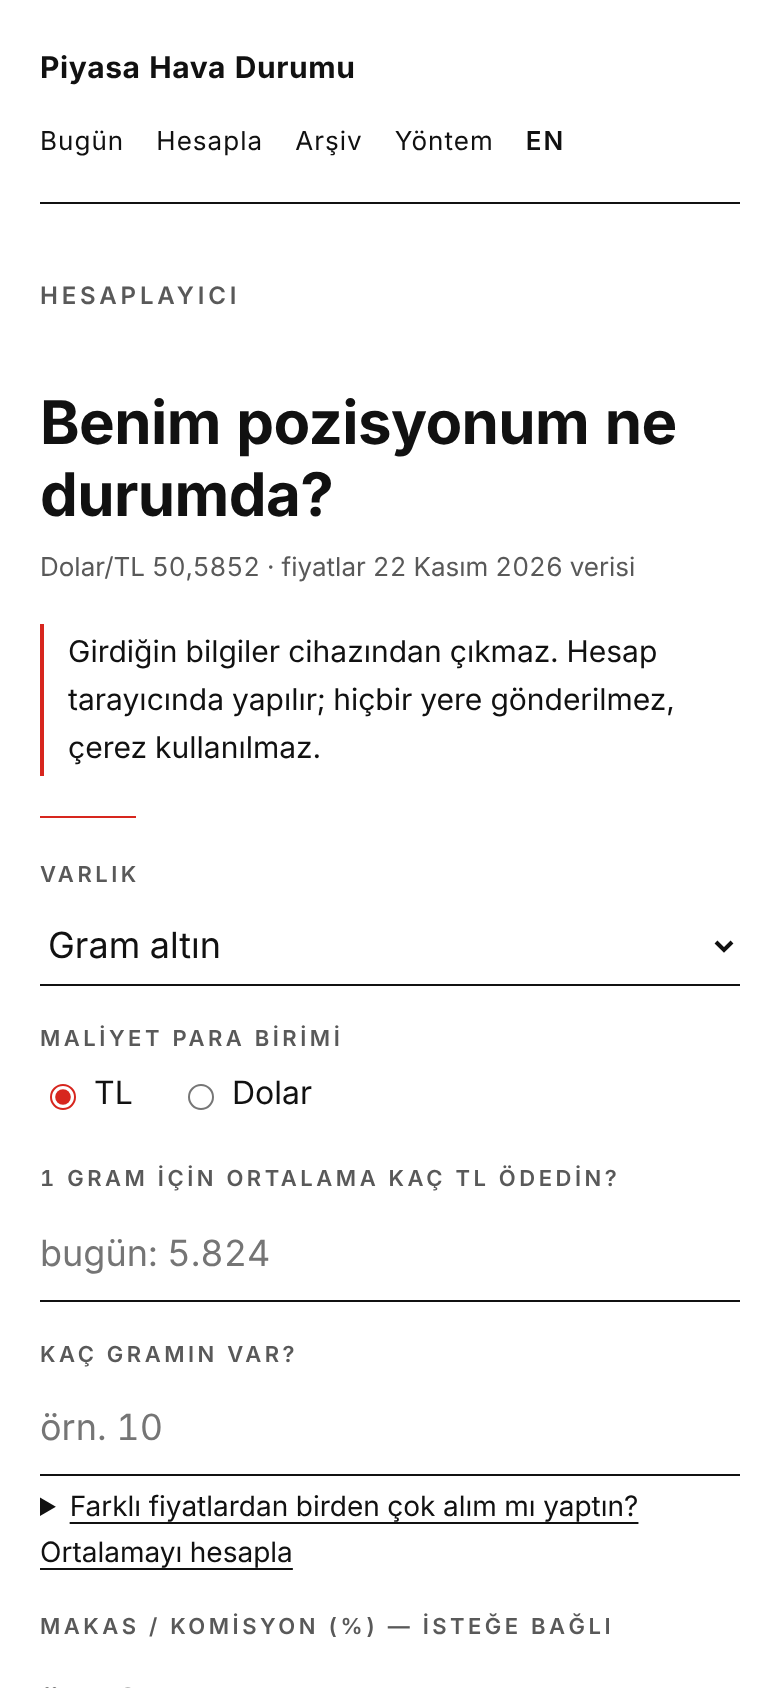 Piyasa Hava Durumu
Bugün Hesapla Arşiv Yöntem EN
HESAPLAYICI
Benim pozisyonum ne
durumda?
Dolar/TL 50,5852 · fiyatlar 22 Kasım 2026 verisi
Girdiğin bilgiler cihazından çıkmaz. Hesap
tarayıcında yapılır; hiçbir yere gönderilmez,
çerez kullanılmaz.
VARLIK
Gram altın
MALİYET PARA BİRİMİ
TL Dolar
1 GRAM İÇİN ORTALAMA KAÇ TL ÖDEDİN?
bugün: 5.824
KAÇ GRAMIN VAR?
örn. 10
Farklı fiyatlardan birden çok alım mı yaptın?
Ortalamayı hesapla
MAKAS / KOMİSYON (%) — İSTEĞE BAĞLI